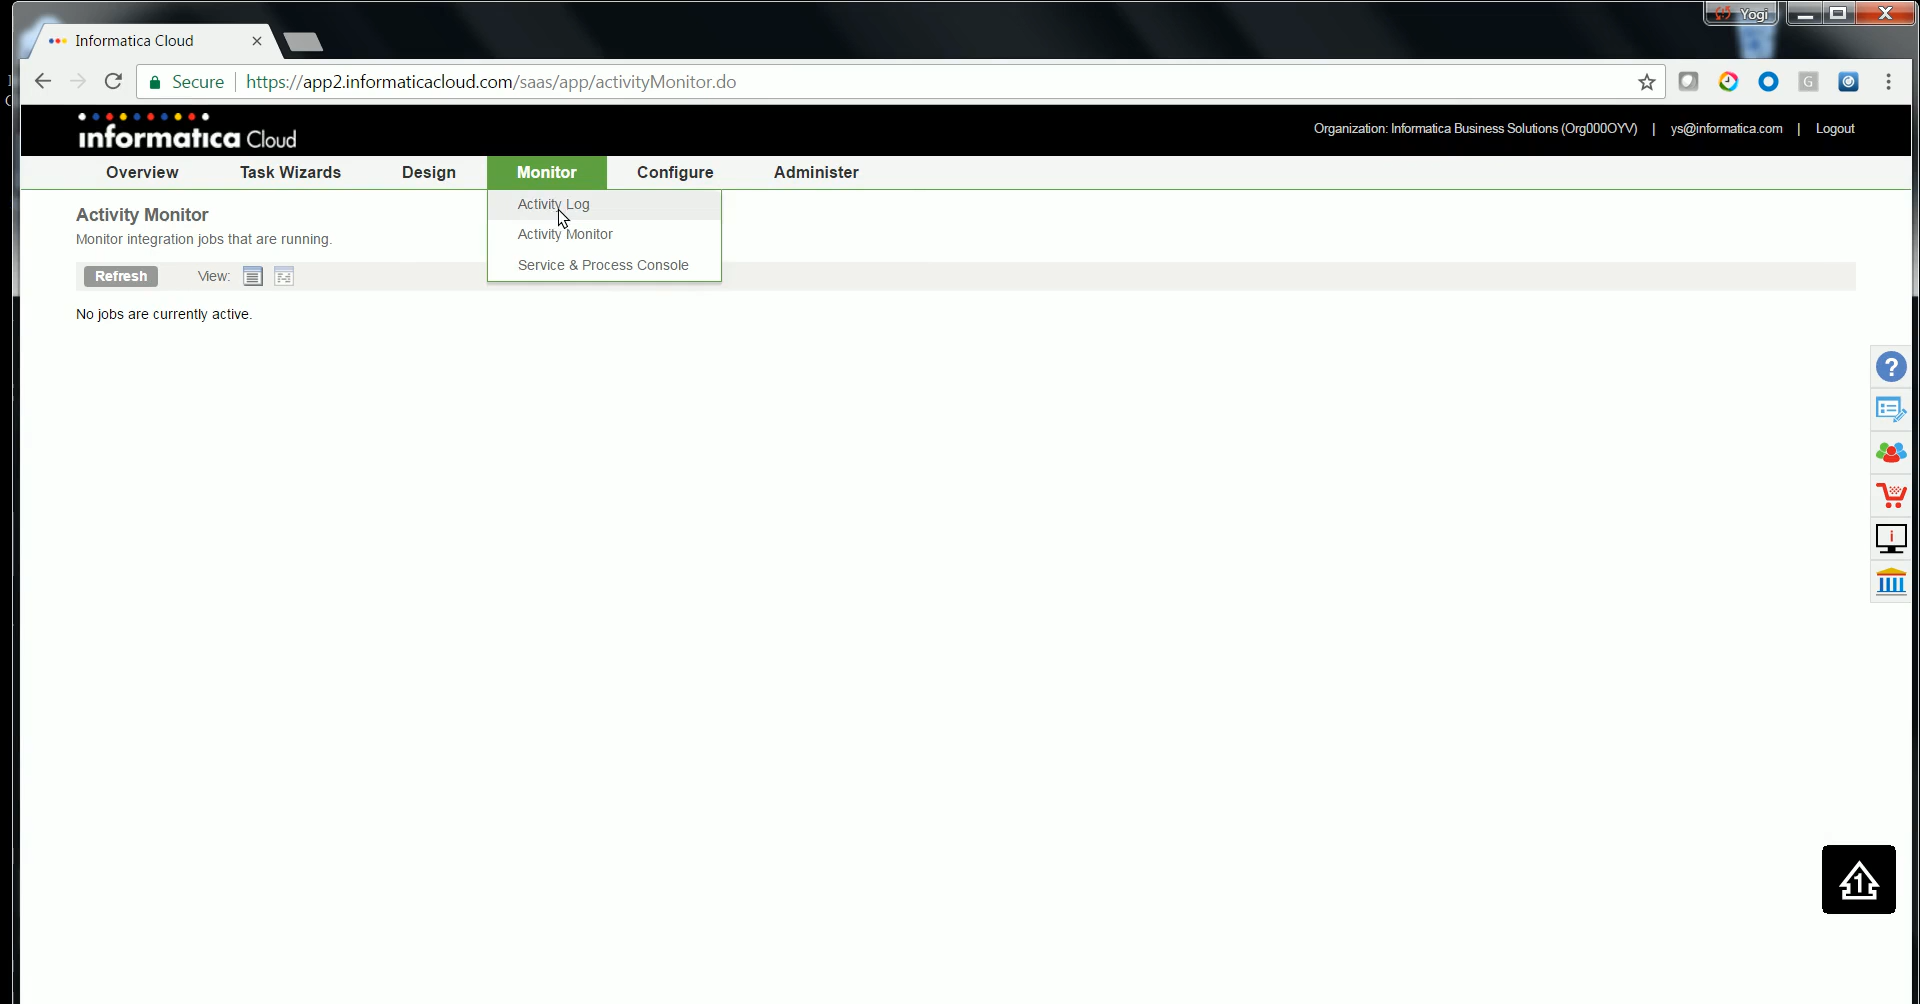 Yogi
Informatica Cloud
Secure https://app2.informaticacloud.com/saas/app/activityMonitor.do
G
informatica Cloud
Organization: Informatica Business Solutions (Org000OYV) | ys@informatica.com | Logout
Overview Task Wizards Design Monitor Configure Administer
Activity Log
Activity Monitor
Service & Process Console
Activity Monitor
Monitor integration jobs that are running.
Refresh View:
No jobs are currently active.
?
i
1